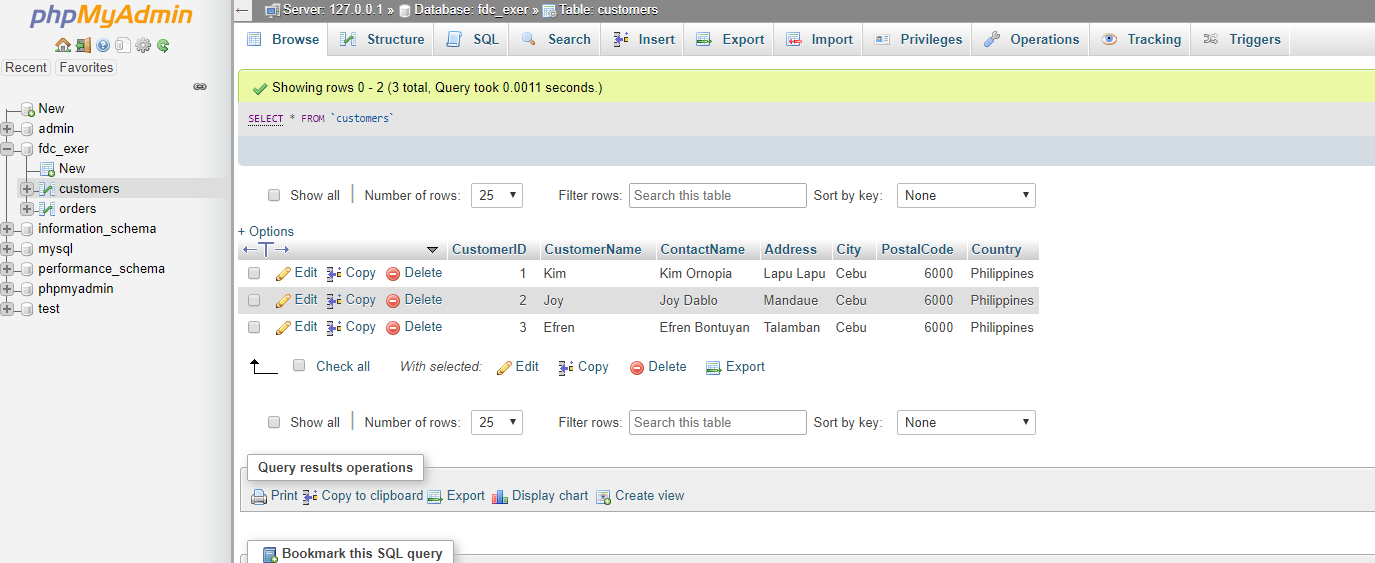 phpMyAdmin
Recent Favorites
New
admin
fdc_exer
New
customers
orders
information_schema
mysql
performance_schema
phpmyadmin
test
Server: 127.0.0.1 » Database: fdc_exer » Table: customers
Browse Structure SQL Search Insert Export Import Privileges Operations Tracking Triggers
Showing rows 0 - 2 (3 total, Query took 0.0011 seconds.)
SELECT * FROM `customers`
Show all Number of rows: 25 Filter rows: Search this table Sort by key: None
+ Options
CustomerID CustomerName ContactName Address City PostalCode Country
Edit Copy Delete 1 Kim Kim Ornopia Lapu Lapu Cebu 6000 Philippines
Edit Copy Delete 2 Joy Joy Dablo Mandaue Cebu 6000 Philippines
Edit Copy Delete 3 Efren Efren Bontuyan Talamban Cebu 6000 Philippines
Check all With selected: Edit Copy Delete Export
Show all Number of rows: 25 Filter rows: Search this table Sort by key: None
Query results operations
Print Copy to clipboard Export Display chart Create view
Bookmark this SQL query